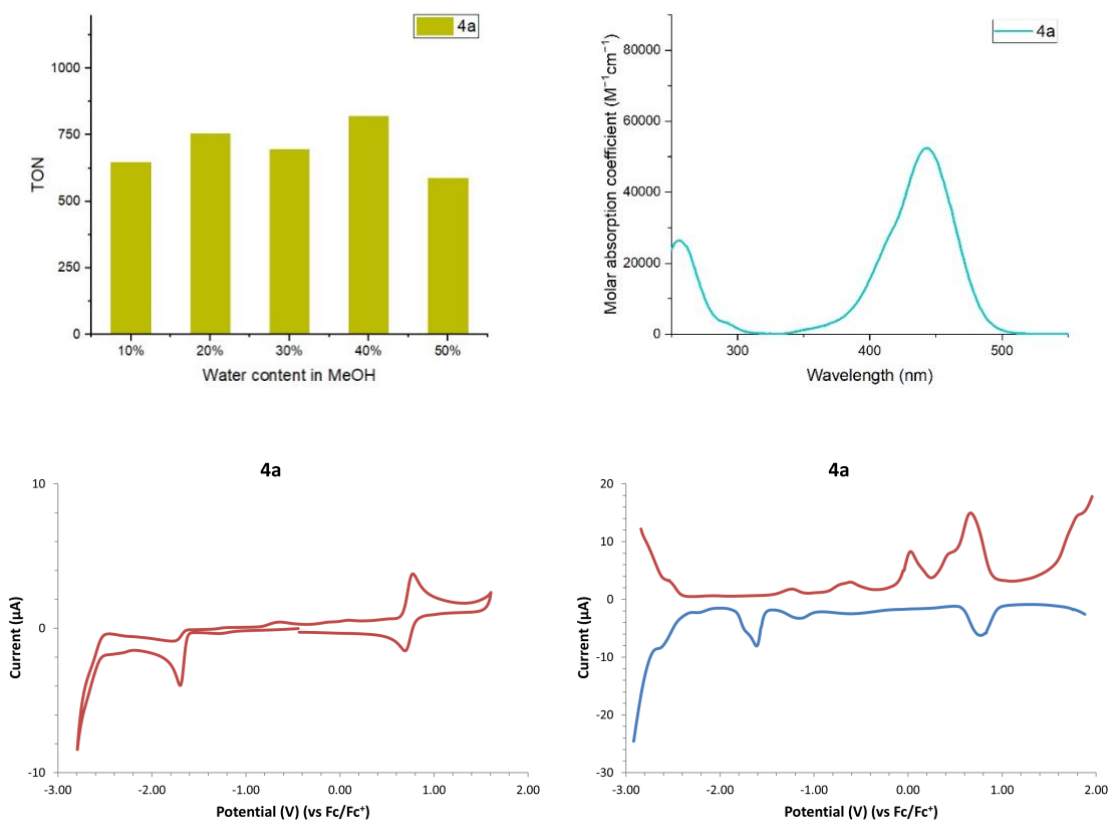 4a
1000
750
500
250
0
TON
10% 20% 30% 40% 50%
Water content in MeOH
4a
80000
60000
40000
20000
0
Molar absorption coefficient (M⁻¹cm⁻¹)
300 400 500
Wavelength (nm)
4a
10
0
-10
Current (µA)
-3.00 -2.00 -1.00 0.00 1.00 2.00
Potential (V) (vs Fc/Fc⁺)
4a
20
10
0
-10
-20
-30
Current (µA)
-3.00 -2.00 -1.00 0.00 1.00 2.00
Potential (V) (vs Fc/Fc⁺)